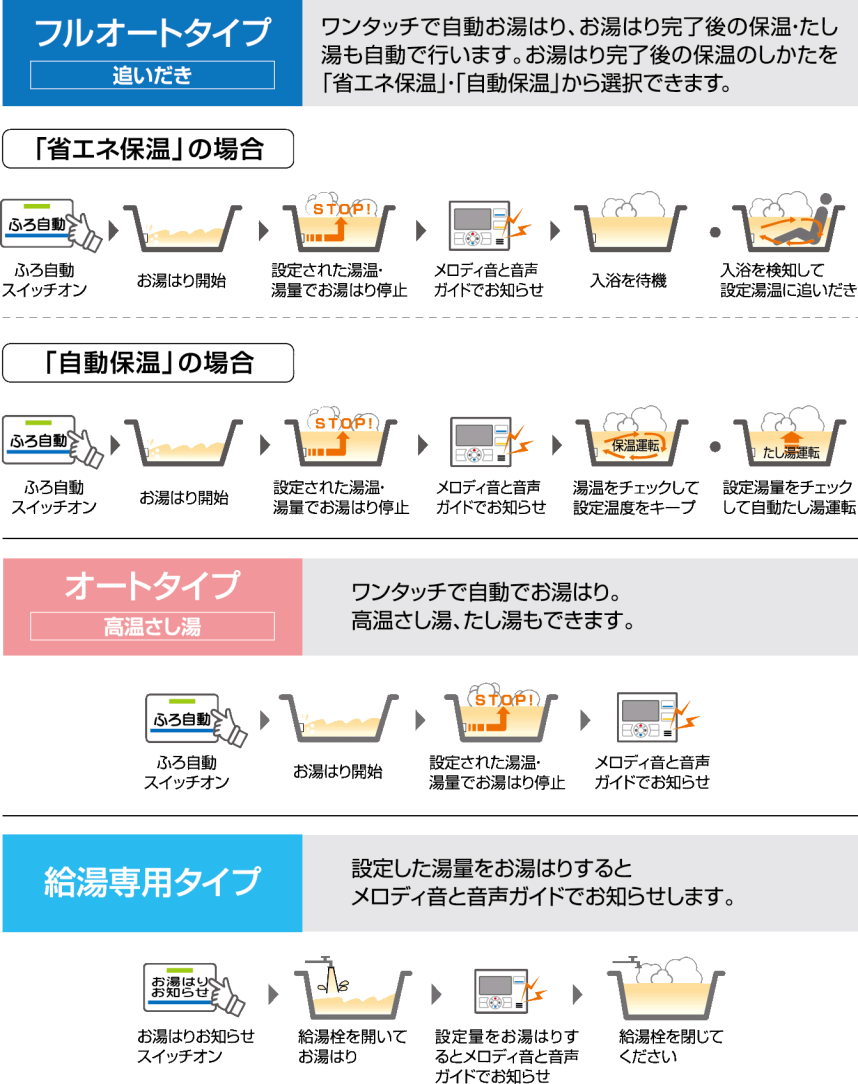 フルオートタイプ
追いだき
ワンタッチで自動お湯はり、お湯はり完了後の保温・たし
湯も自動で行います。お湯はり完了後の保温のしかたを
「省エネ保温」・「自動保温」から選択できます。
「省エネ保温」の場合
ふろ自動
STOP!
ふろ自動
スイッチオン
お湯はり開始
設定された湯温・
湯量でお湯はり停止
メロディ音と音声
ガイドでお知らせ
入浴を待機
入浴を検知して
設定湯温に追いだき
「自動保温」の場合
ふろ自動
STOP!
保温運転
たし湯運転
ふろ自動
スイッチオン
お湯はり開始
設定された湯温・
湯量でお湯はり停止
メロディ音と音声
ガイドでお知らせ
湯温をチェックして
設定温度をキープ
設定湯量をチェック
して自動たし湯運転
オートタイプ
高温さし湯
ワンタッチで自動でお湯はり。
高温さし湯、たし湯もできます。
ふろ自動
STOP!
ふろ自動
スイッチオン
お湯はり開始
設定された湯温・
湯量でお湯はり停止
メロディ音と音声
ガイドでお知らせ
給湯専用タイプ
設定した湯量をお湯はりすると
メロディ音と音声ガイドでお知らせします。
お湯はり
お知らせ
お湯はりお知らせ
スイッチオン
給湯栓を開いて
お湯はり
設定量をお湯はりす
るとメロディ音と音声
ガイドでお知らせ
給湯栓を閉じて
ください